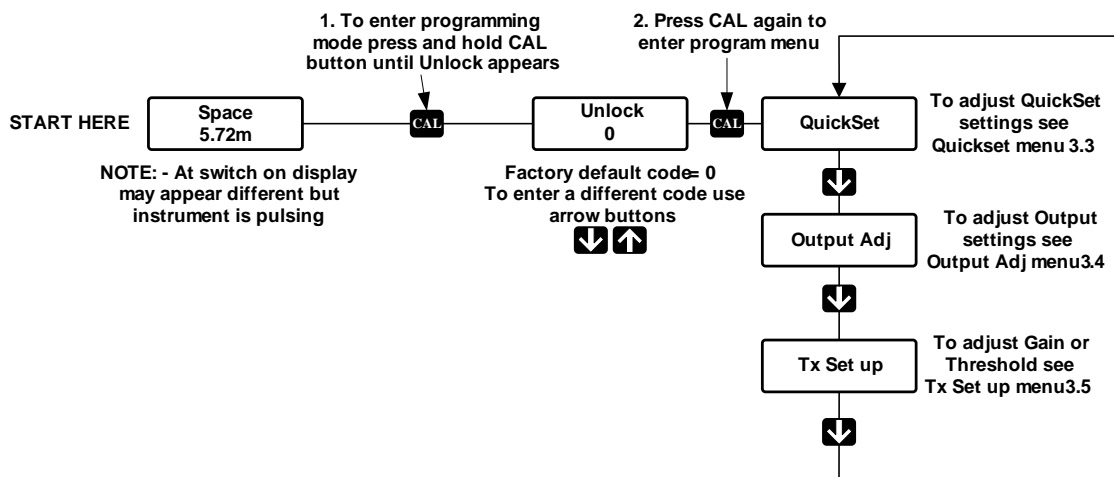 1. To enter programming
mode press and hold CAL
button until Unlock appears
2. Press CAL again to
enter program menu
START HERE
Space
5.72m
CAL
Unlock
0
CAL
QuickSet
To adjust QuickSet
settings see
Quickset menu 3.3
NOTE: - At switch on display
may appear different but
instrument is pulsing
Factory default code= 0
To enter a different code use
arrow buttons
Output Adj
To adjust Output
settings see
Output Adj menu3.4
Tx Set up
To adjust Gain or
Threshold see
Tx Set up menu3.5